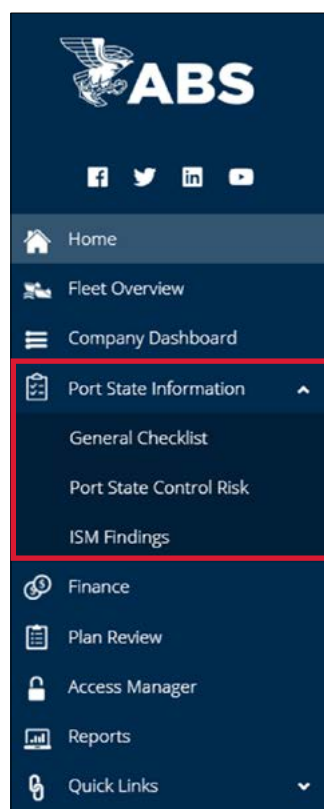 ABS
Home
Fleet Overview
Company Dashboard
Port State Information
General Checklist
Port State Control Risk
ISM Findings
Finance
Plan Review
Access Manager
Reports
Quick Links